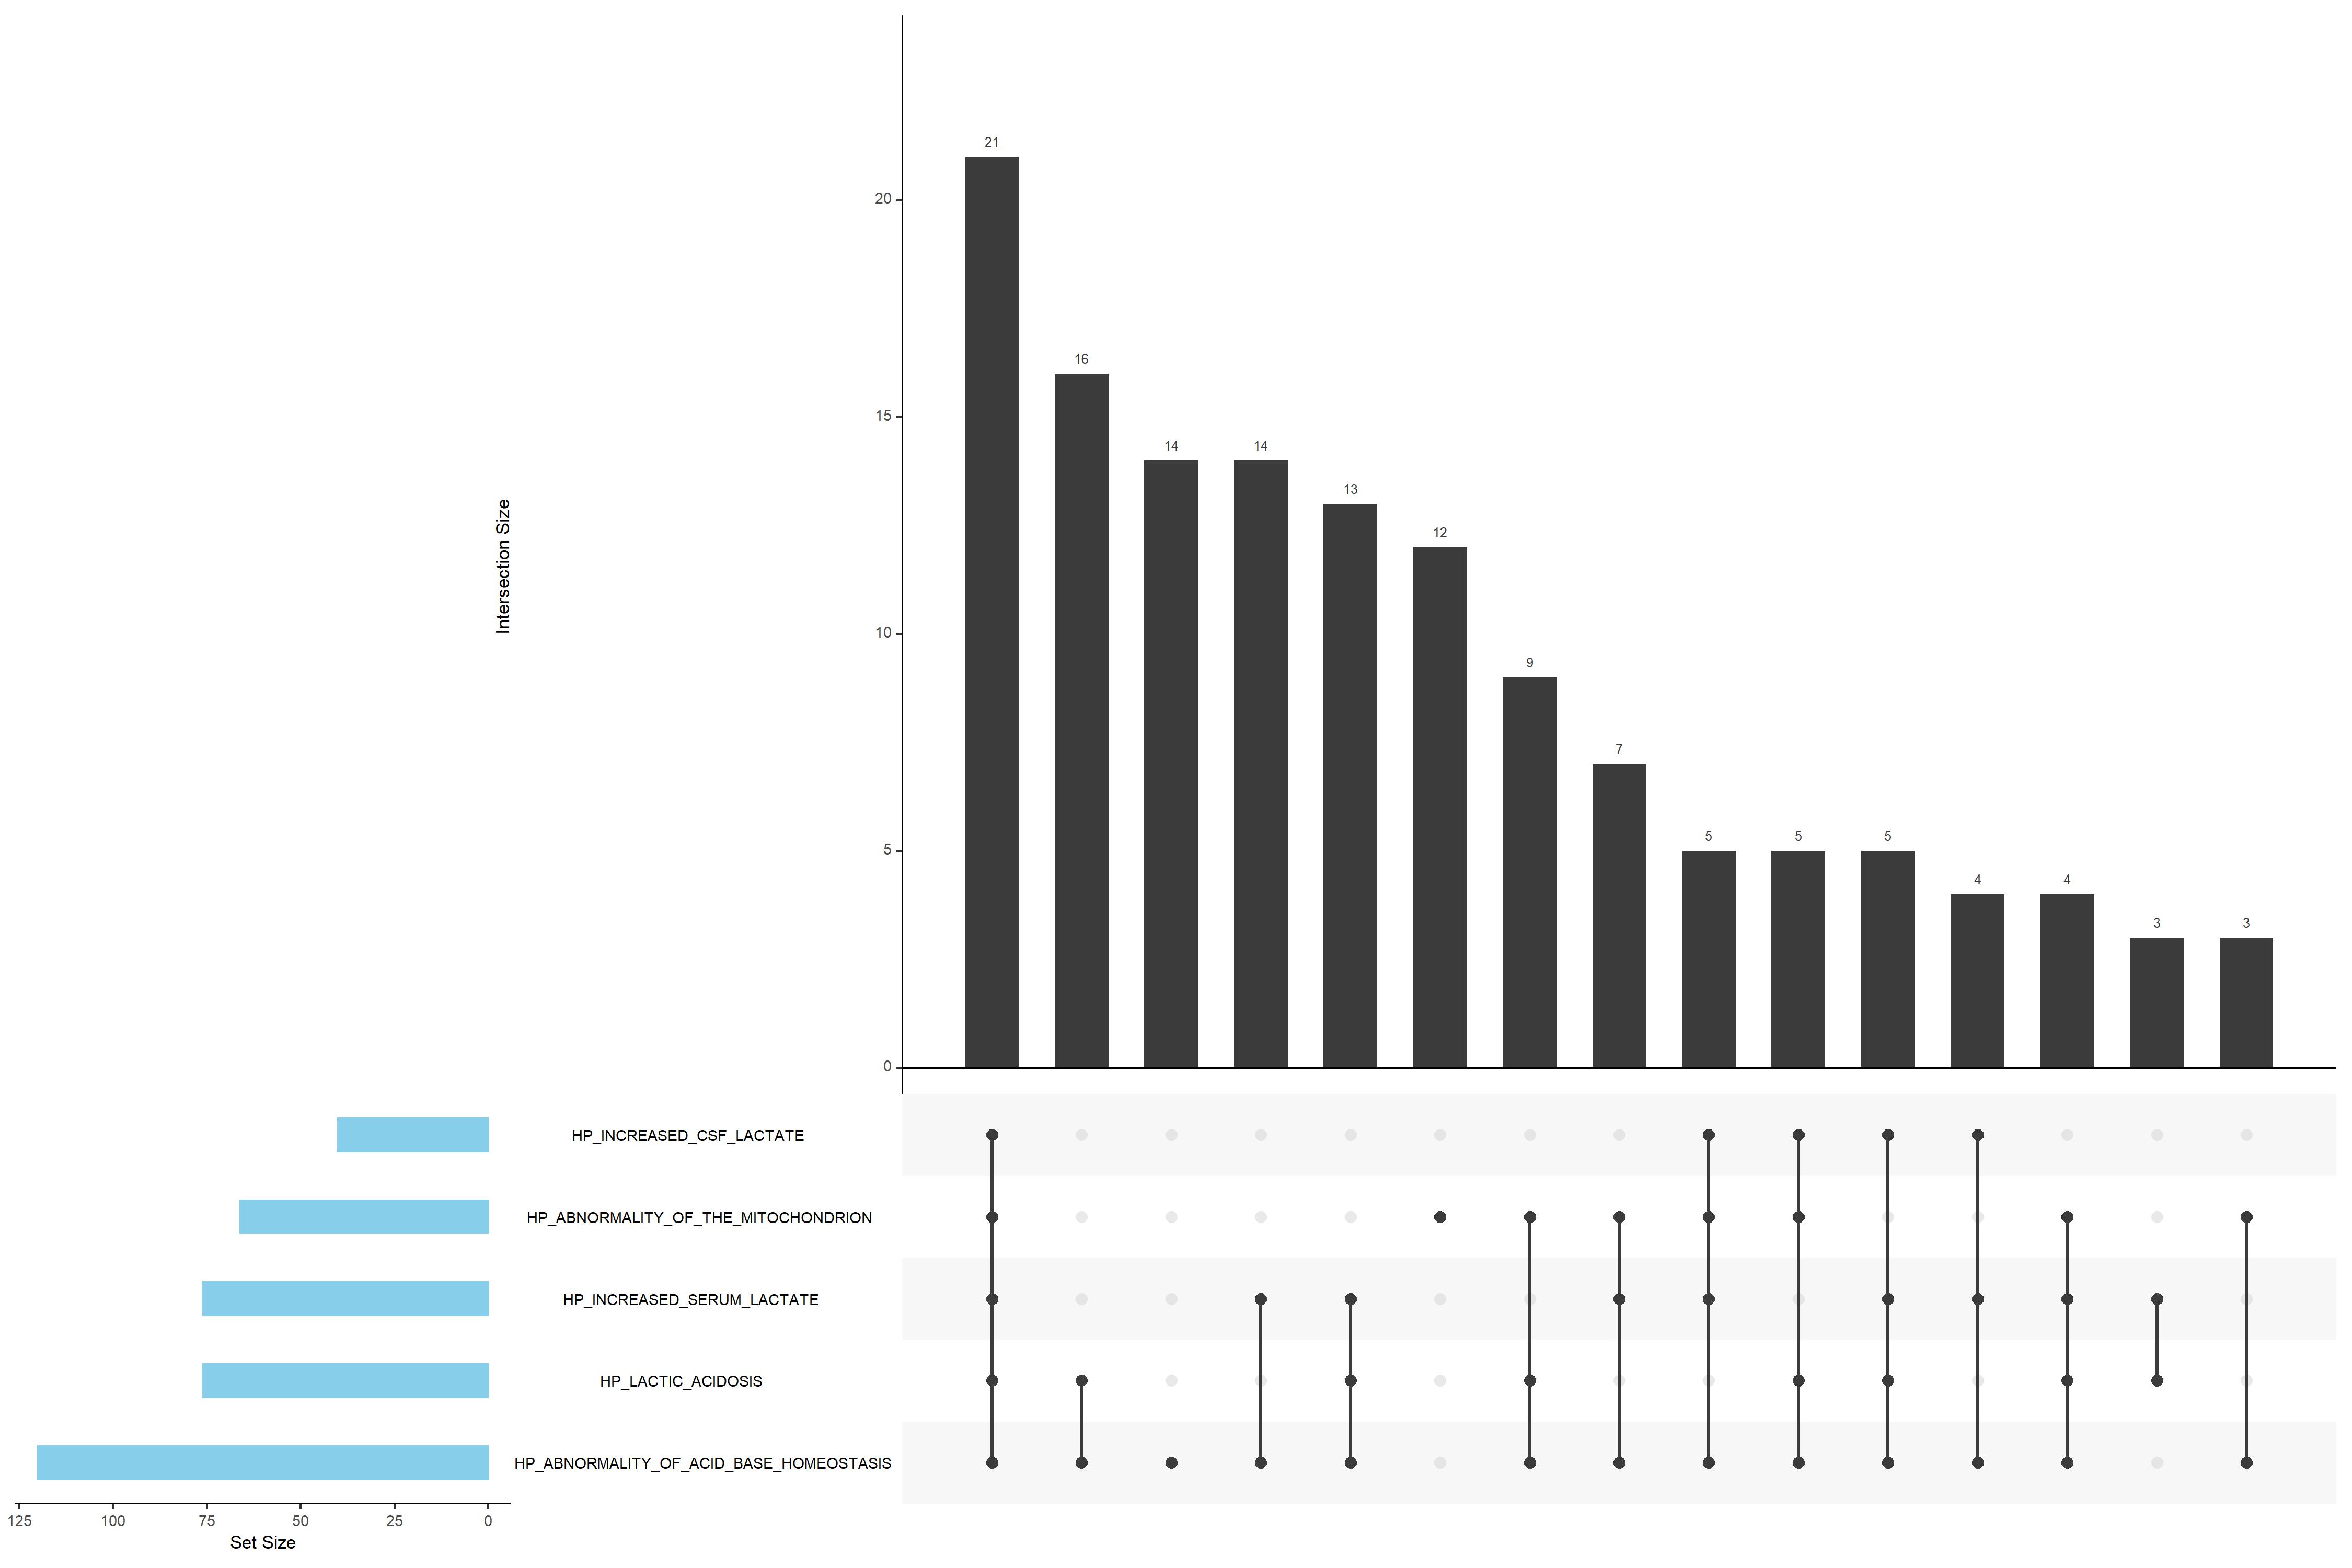 21
16
14
14
13
12
9
7
5
5
5
4
4
3
3
20
15
10
5
0
Intersection Size
HP_INCREASED_CSF_LACTATE
HP_ABNORMALITY_OF_THE_MITOCHONDRION
HP_INCREASED_SERUM_LACTATE
HP_LACTIC_ACIDOSIS
HP_ABNORMALITY_OF_ACID_BASE_HOMEOSTASIS
125 100 75 50 25 0
Set Size